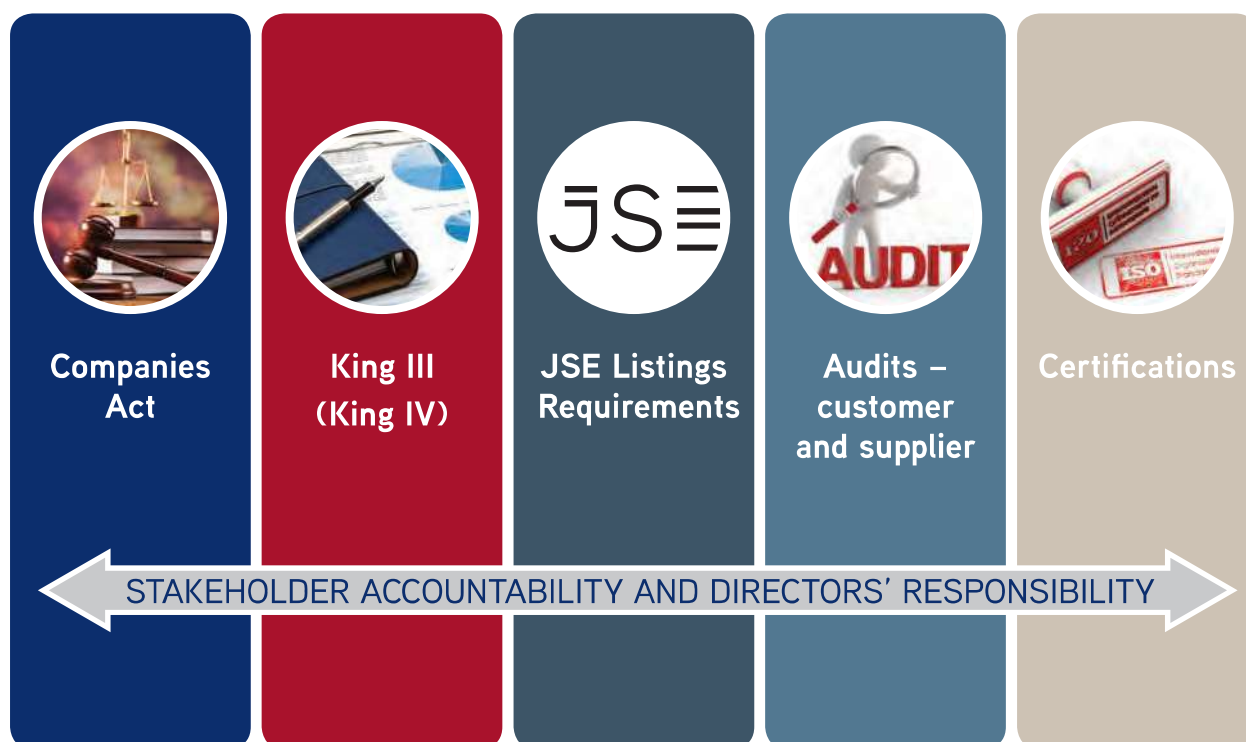 JSE
AUDIT
ISO
Companies
Act
King III
(King IV)
JSE Listings
Requirements
Audits –
customer
and supplier
Certifications
STAKEHOLDER ACCOUNTABILITY AND DIRECTORS’ RESPONSIBILITY